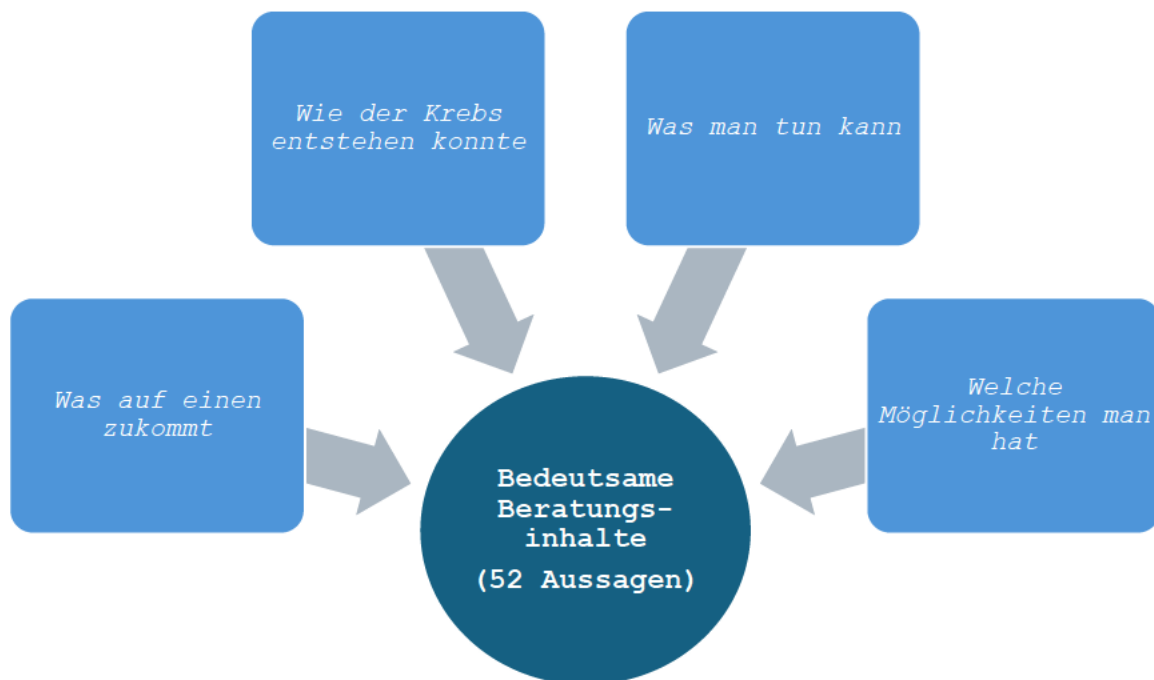 Wie der Krebs
entstehen konnte
Was man tun kann
Was auf einen
zukommt
Welche
Möglichkeiten man
hat
Bedeutsame
Beratungs-
inhalte
(52 Aussagen)